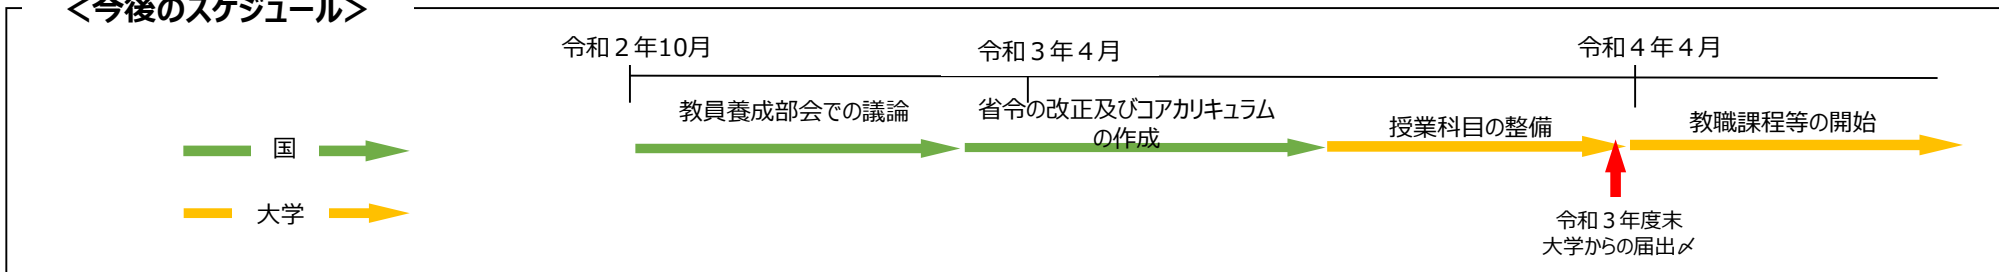 ＜今後のスケジュール＞
令和２年10月
令和３年４月
令和４年４月
教員養成部会での議論
省令の改正及びコアカリキュラム
の作成
授業科目の整備
教職課程等の開始
国
大学
令和３年度末
大学からの届出〆